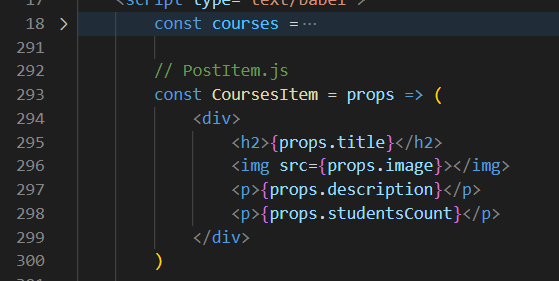 17 <script type="text/babel">
18 const courses =···
291
292 // PostItem.js
293 const CoursesItem = props => (
294 <div>
295 <h2>{props.title}</h2>
296 <img src={props.image}></img>
297 <p>{props.description}</p>
298 <p>{props.studentsCount}</p>
299 </div>
300 )
301